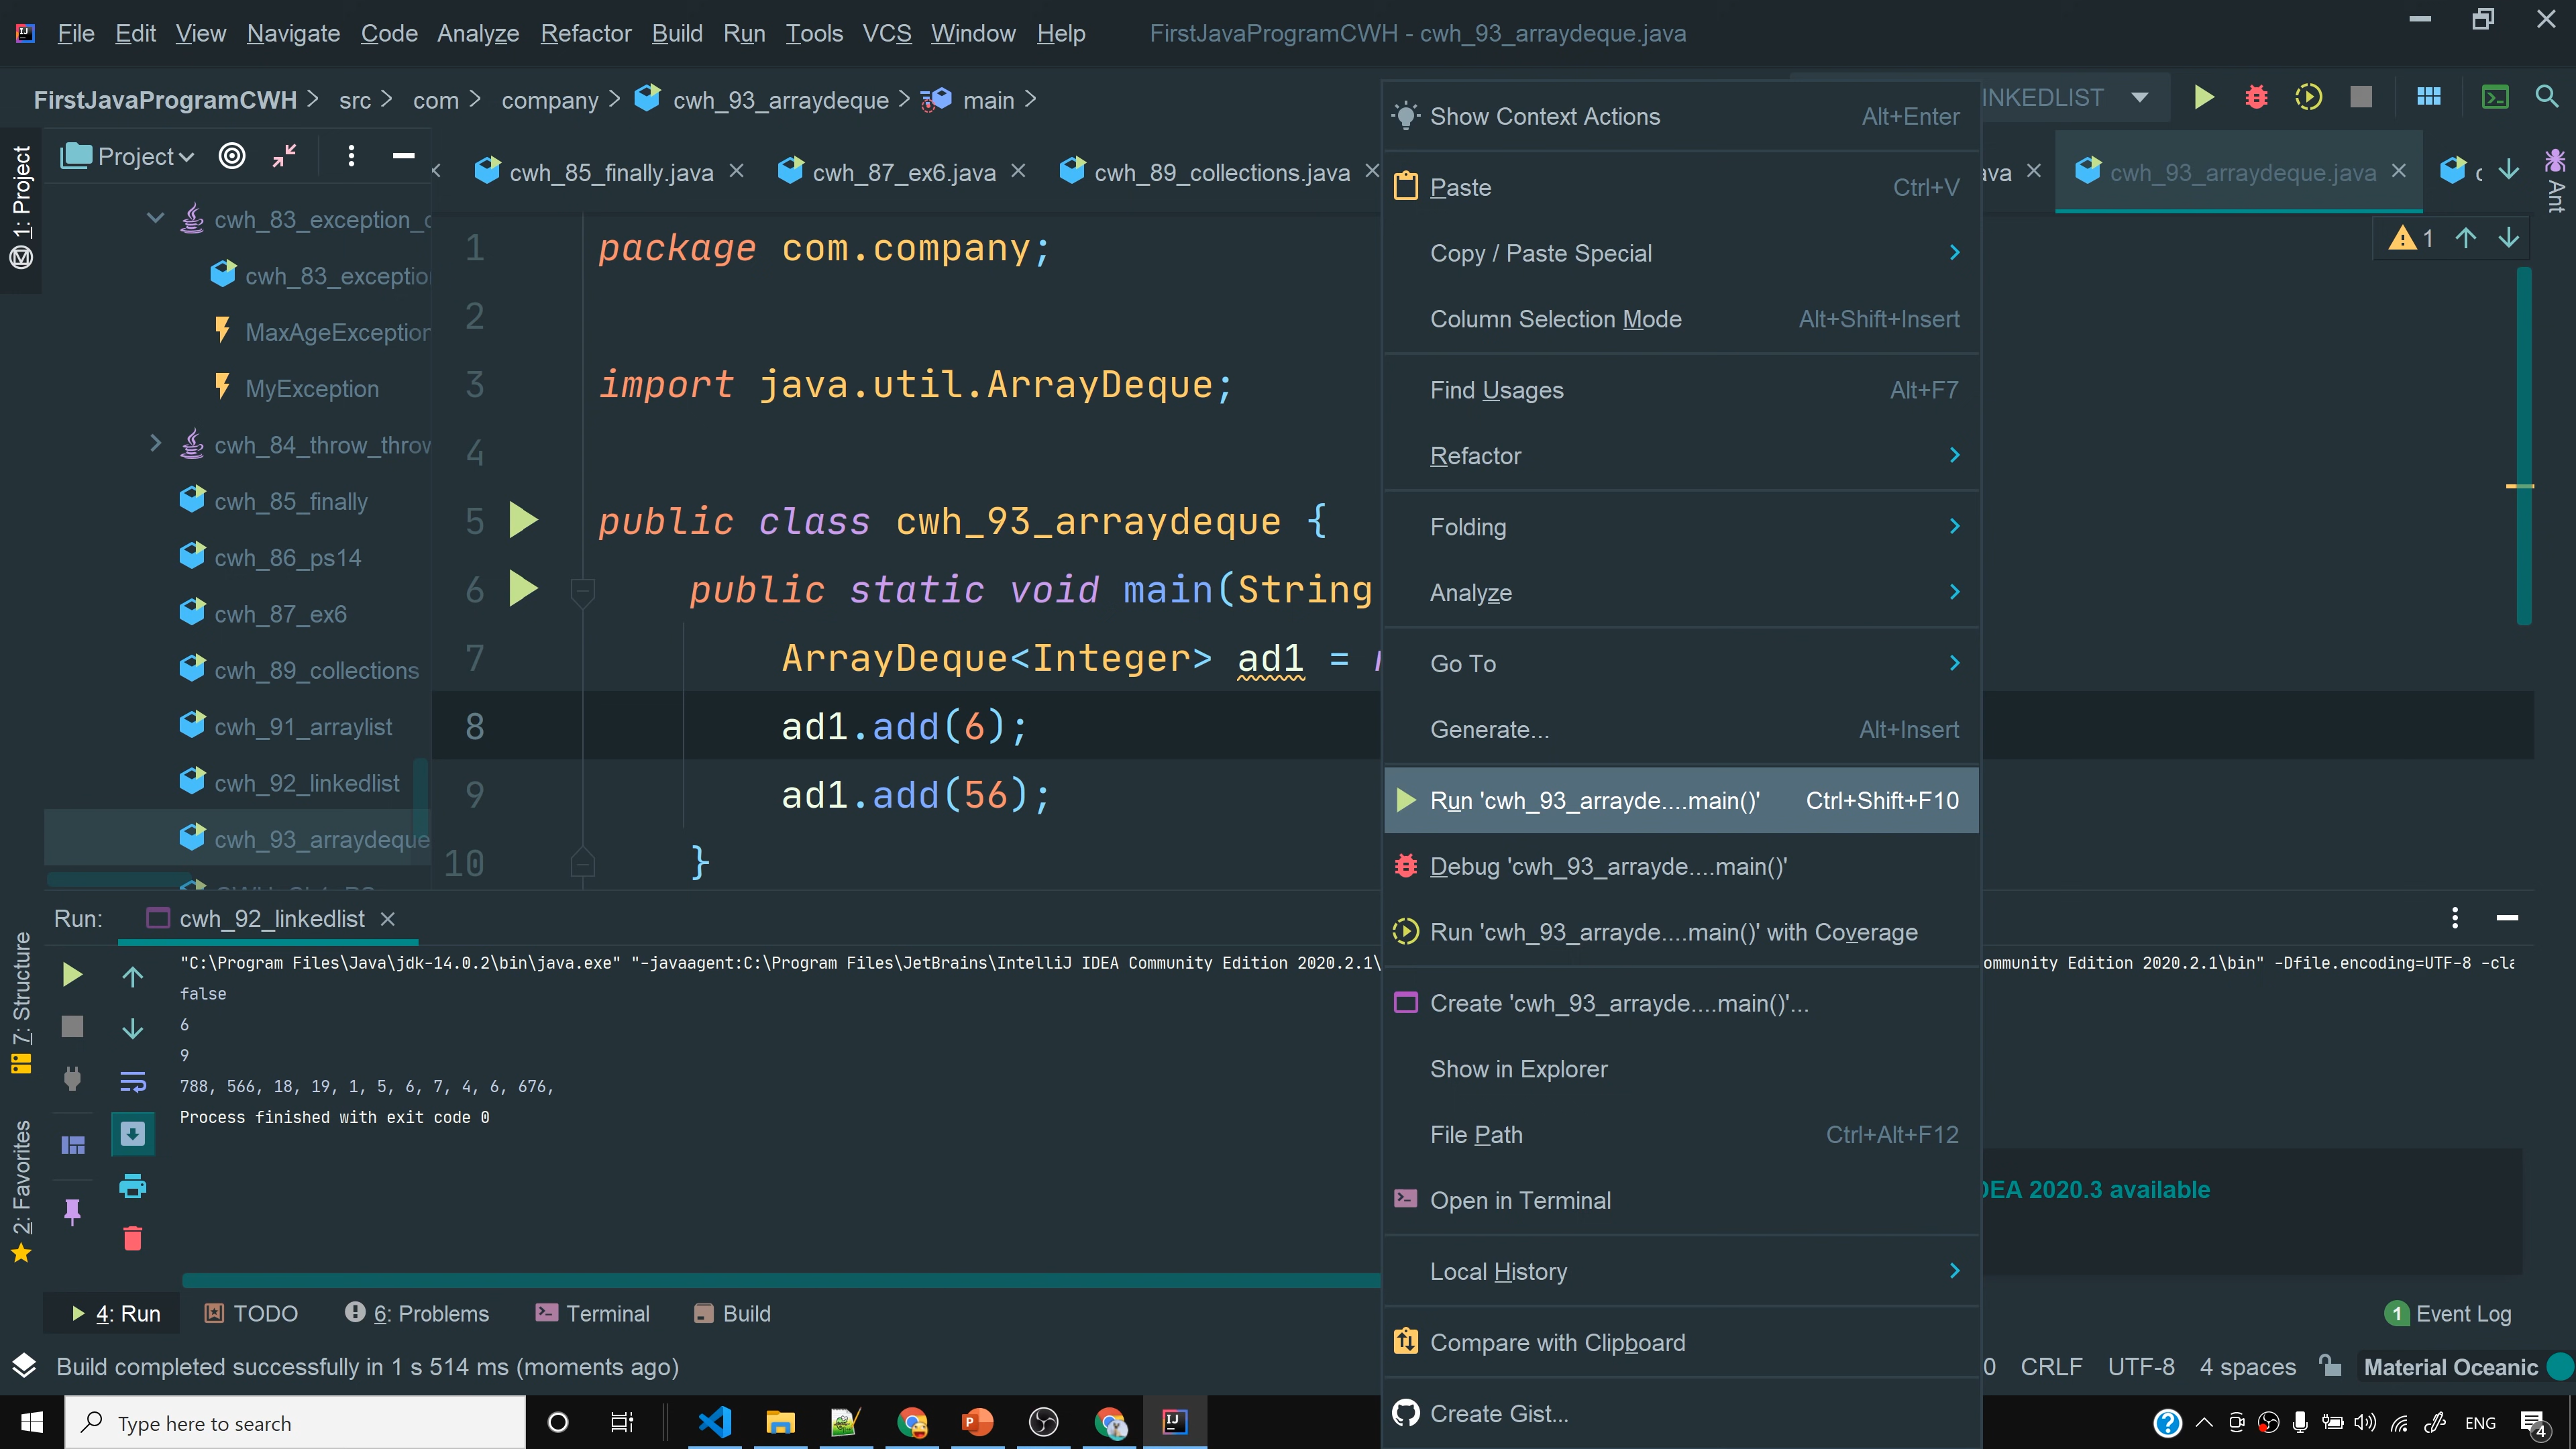 File Edit View Navigate Code Analyze Refactor Build Run Tools VCS Window Help FirstJavaProgramCWH - cwh_93_arraydeque.java
FirstJavaProgramCWH src com company cwh_93_arraydeque main
INKEDLIST
1: Project
Project
cwh_85_finally.java cwh_87_ex6.java cwh_89_collections.java
ava cwh_93_arraydeque.java c
Ant
1
cwh_83_exception_c
cwh_83_exceptio
MaxAgeException
MyException
cwh_84_throw_throw
cwh_85_finally
cwh_86_ps14
cwh_87_ex6
cwh_89_collections
cwh_91_arraylist
cwh_92_linkedlist
cwh_93_arraydeque
1 package com.company;
2
3 import java.util.ArrayDeque;
4
5 public class cwh_93_arraydeque {
6 public static void main(String
7 ArrayDeque<Integer> ad1 =
8 ad1.add(6);
9 ad1.add(56);
10 }
Show Context Actions Alt+Enter
Paste Ctrl+V
Copy / Paste Special
Column Selection Mode Alt+Shift+Insert
Find Usages Alt+F7
Refactor
Folding
Analyze
Go To
Generate... Alt+Insert
Run 'cwh_93_arrayde....main()' Ctrl+Shift+F10
Debug 'cwh_93_arrayde....main()'
Run 'cwh_93_arrayde....main()' with Coverage
Create 'cwh_93_arrayde....main()'...
Show in Explorer
File Path Ctrl+Alt+F12
Open in Terminal
Local History
Compare with Clipboard
Create Gist...
Run: cwh_92_linkedlist
"C:\Program Files\Java\jdk-14.0.2\bin\java.exe" "-javaagent:C:\Program Files\JetBrains\IntelliJ IDEA Community Edition 2020.2.1\
ommunity Edition 2020.2.1\bin" -Dfile.encoding=UTF-8 -cla
false
6
9
788, 566, 18, 19, 1, 5, 6, 7, 4, 6, 676,
Process finished with exit code 0
7: Structure
2: Favorites
DEA 2020.3 available
4: Run TODO 6: Problems Terminal Build
1 Event Log
Build completed successfully in 1 s 514 ms (moments ago)
0 CRLF UTF-8 4 spaces Material Oceanic
Type here to search
ENG
4